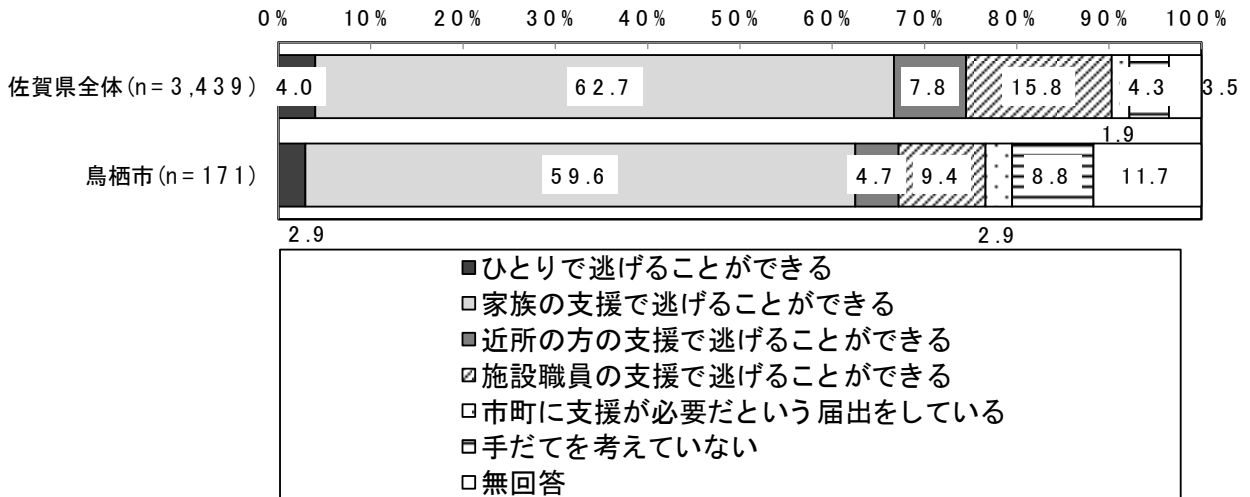 0% 10% 20% 30% 40% 50% 60% 70% 80% 90% 100%
佐賀県全体(n=3,439) 4.0 62.7 7.8 15.8 4.3 3.5
1.9
鳥栖市(n=171) 59.6 4.7 9.4 8.8 11.7
2.9 2.9
ひとりで逃げることができる
家族の支援で逃げることができる
近所の方の支援で逃げることができる
施設職員の支援で逃げることができる
市町に支援が必要だという届出をしている
手だてを考えていない
無回答